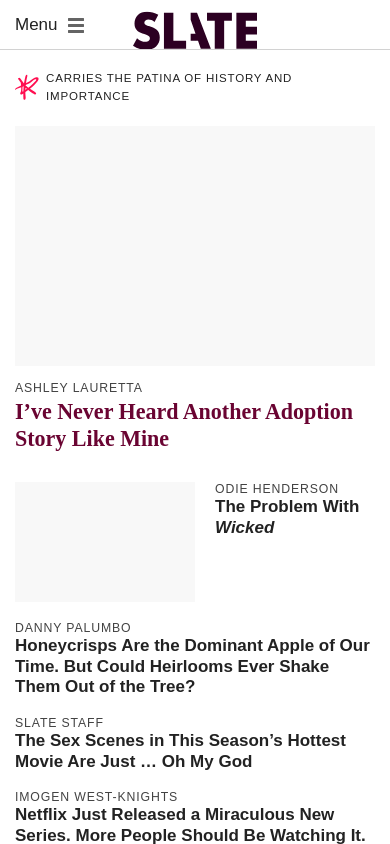 Menu
SLATE
CARRIES THE PATINA OF HISTORY AND
IMPORTANCE
ASHLEY LAURETTA
I’ve Never Heard Another Adoption
Story Like Mine
ODIE HENDERSON
The Problem With
Wicked
DANNY PALUMBO
Honeycrisps Are the Dominant Apple of Our
Time. But Could Heirlooms Ever Shake
Them Out of the Tree?
SLATE STAFF
The Sex Scenes in This Season’s Hottest
Movie Are Just … Oh My God
IMOGEN WEST-KNIGHTS
Netflix Just Released a Miraculous New
Series. More People Should Be Watching It.